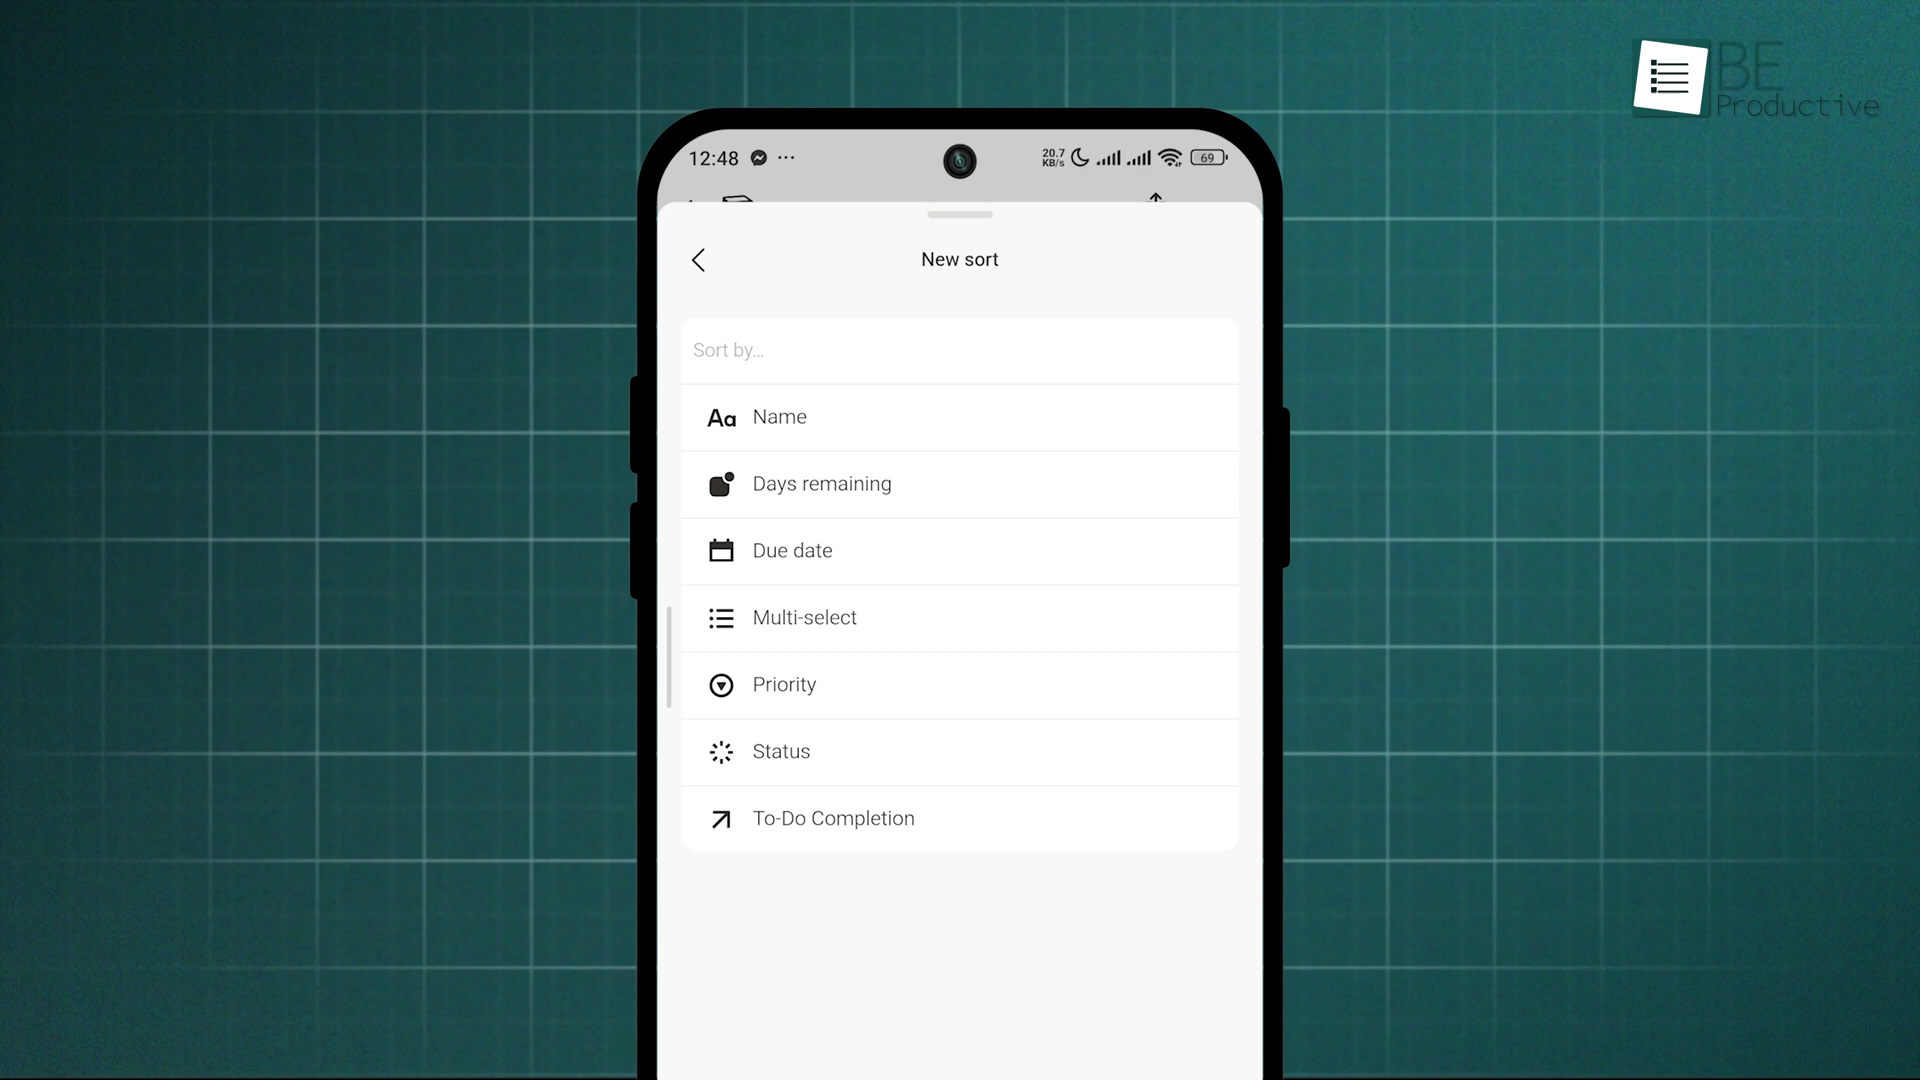 BE
Productive
12:48
20.7
KB/s
69
New sort
Sort by...
Aa Name
Days remaining
Due date
Multi-select
Priority
Status
To-Do Completion